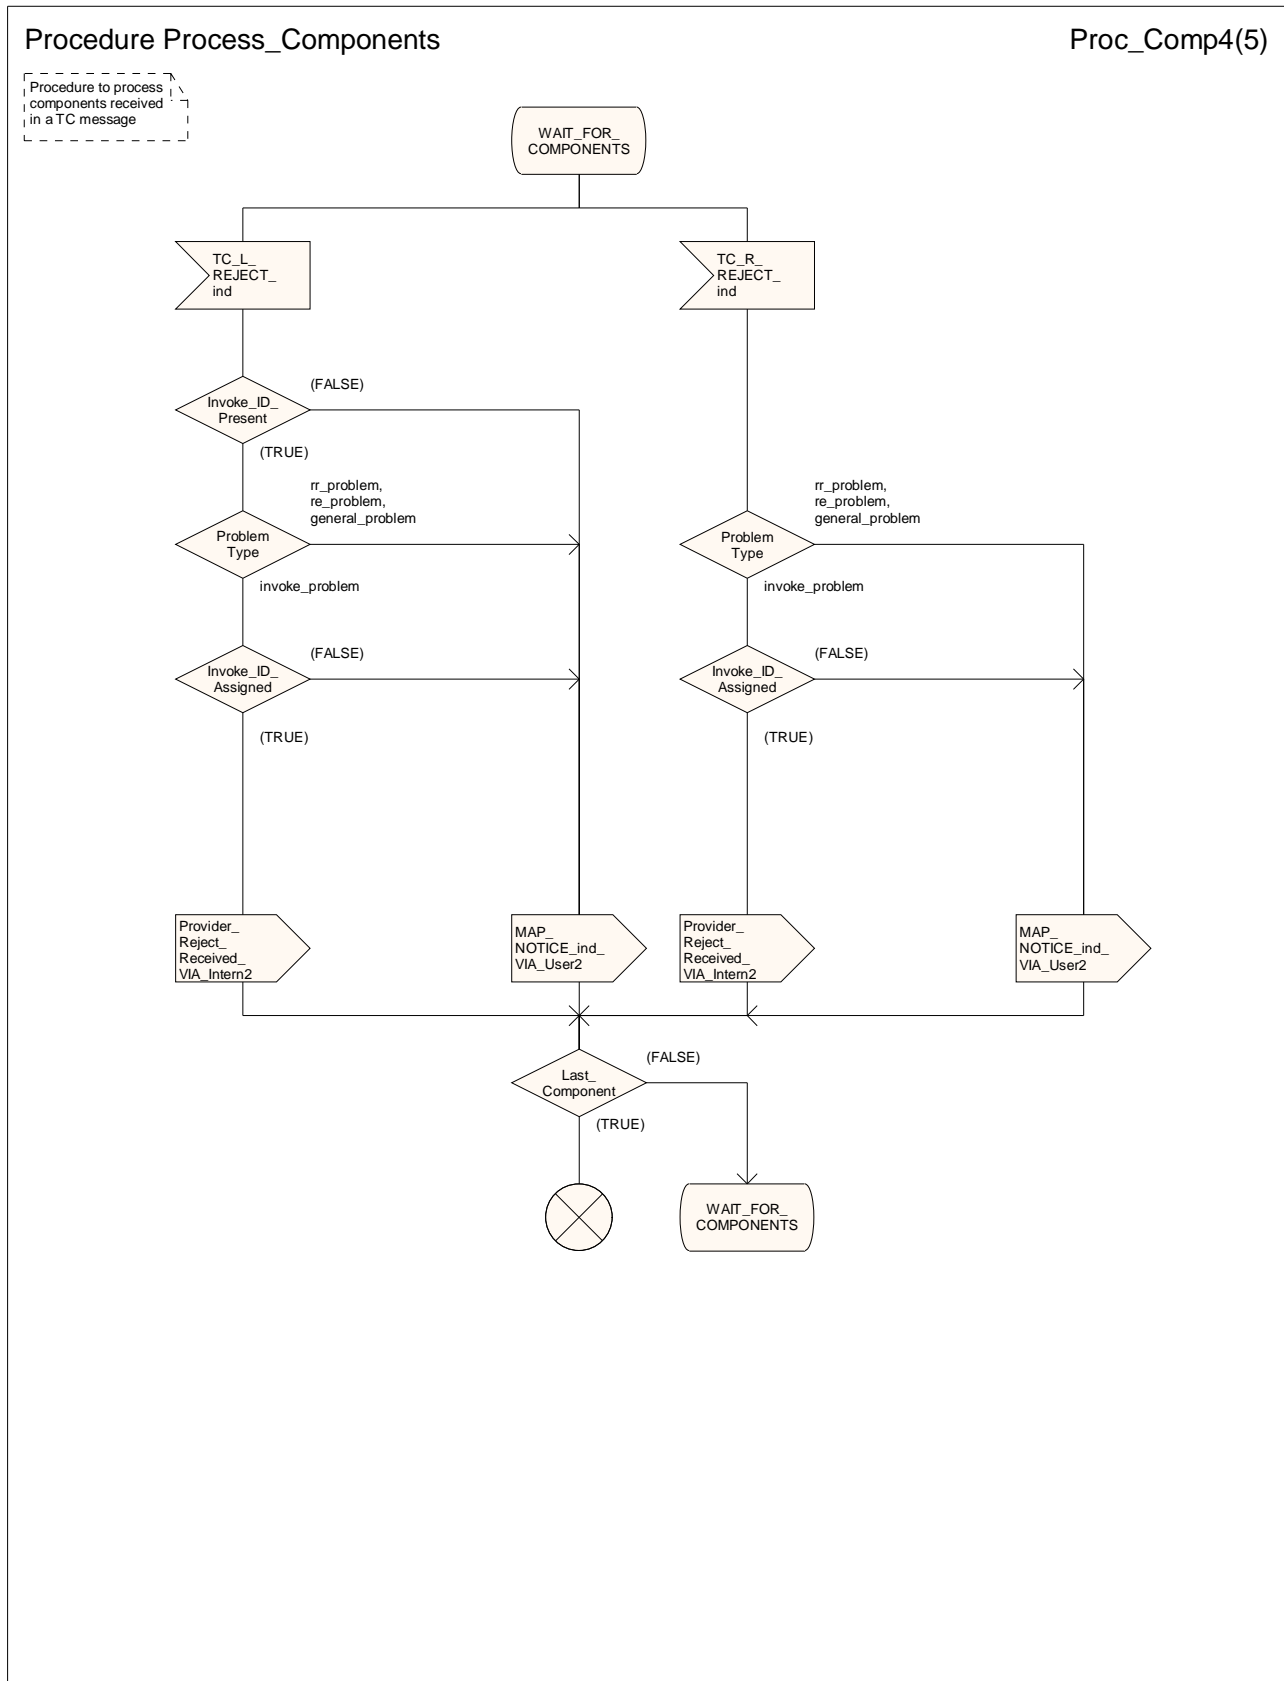 Procedure Process_Components
Proc_Comp4(5)
Procedure to process
components received
in a TC message
WAIT_FOR_
COMPONENTS
TC_L_
REJECT_
ind
TC_R_
REJECT_
ind
(FALSE)
Invoke_ID_
Present
(TRUE)
rr_problem,
re_problem,
general_problem
Problem
Type
invoke_problem
rr_problem,
re_problem,
general_problem
Problem
Type
invoke_problem
(FALSE)
Invoke_ID_
Assigned
(TRUE)
(FALSE)
Invoke_ID_
Assigned
(TRUE)
Provider_
Reject_
Received_
VIA_Intern2
MAP_
NOTICE_ind_
VIA_User2
Provider_
Reject_
Received_
VIA_Intern2
MAP_
NOTICE_ind_
VIA_User2
(FALSE)
Last_
Component
(TRUE)
WAIT_FOR_
COMPONENTS